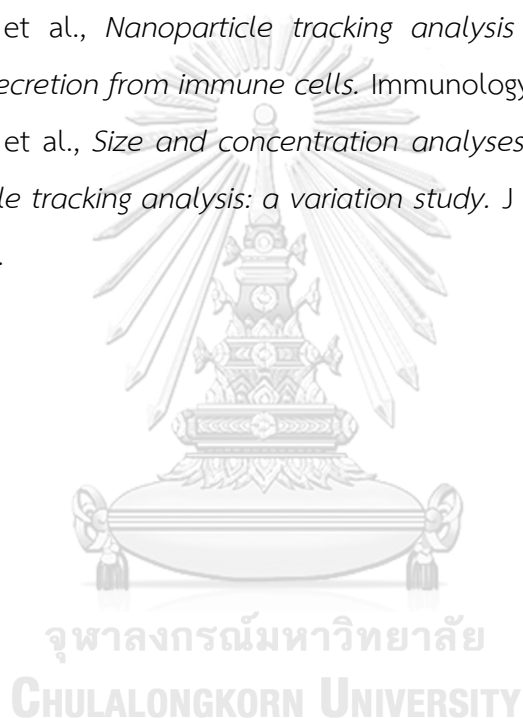 et al., Nanoparticle tracking analysis
ecretion from immune cells. Immunology
et al., Size and concentration analyses
le tracking analysis: a variation study. J
.
จุฬาลงกรณ์มหาวิทยาลัย
CHULALONGKORN UNIVERSITY